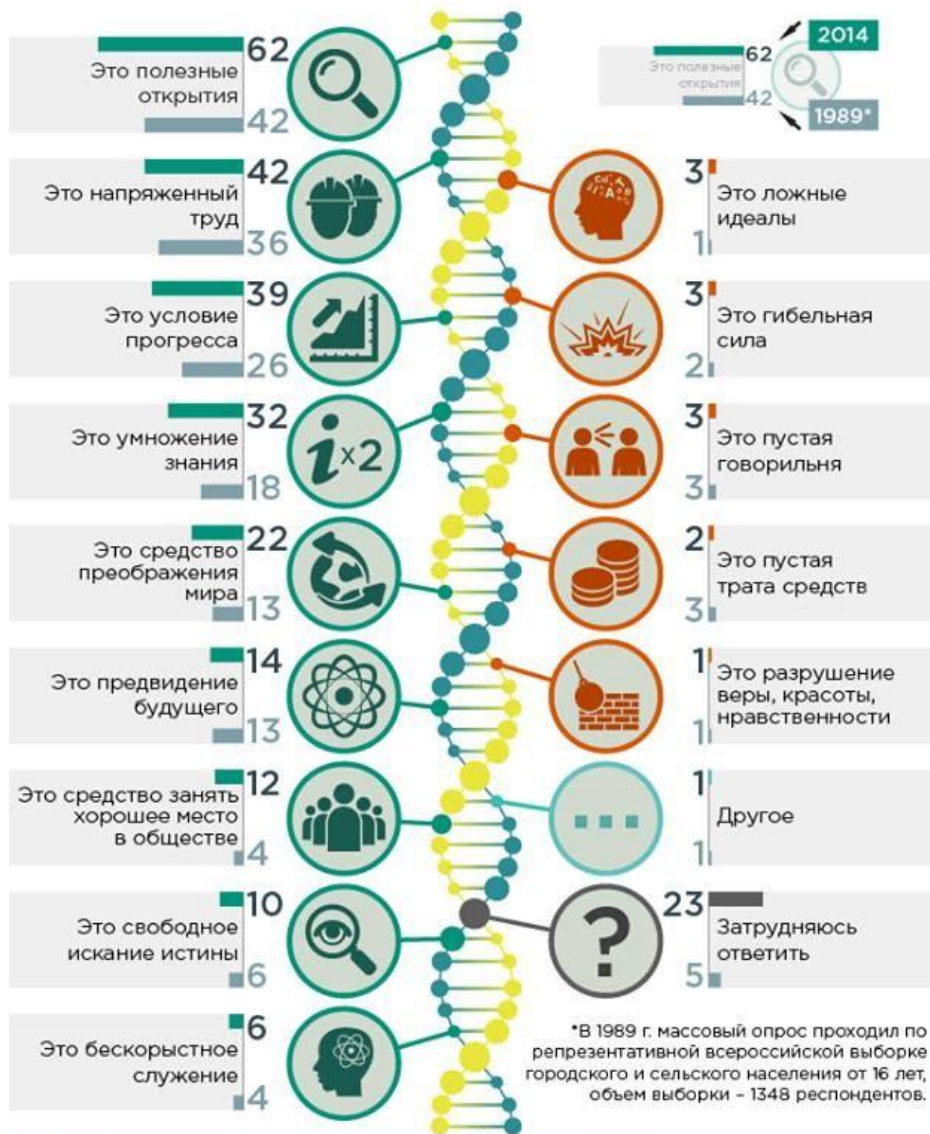 62
Это полезные
открытия
42
62
Это полезные
открытия
42
2014
1989*
42
Это напряженный
труд
36
3
Это ложные
идеалы
1
39
Это условие
прогресса
26
3
Это гибельная
сила
2
32
Это умножение
знания
18
i x2
3
Это пустая
говорильня
3
22
Это средство
преображения
мира
13
2
Это пустая
трата средств
3
14
Это предвидение
будущего
13
1
Это разрушение
веры, красоты,
нравственности
1
12
Это средство занять
хорошее место
в обществе
4
...
1
Другое
1
10
Это свободное
искание истины
6
?
23
Затрудняюсь
ответить
5
6
Это бескорыстное
служение
4
*В 1989 г. массовый опрос проходил по
репрезентативной всероссийской выборке
городского и сельского населения от 16 лет,
объем выборки – 1348 респондентов.